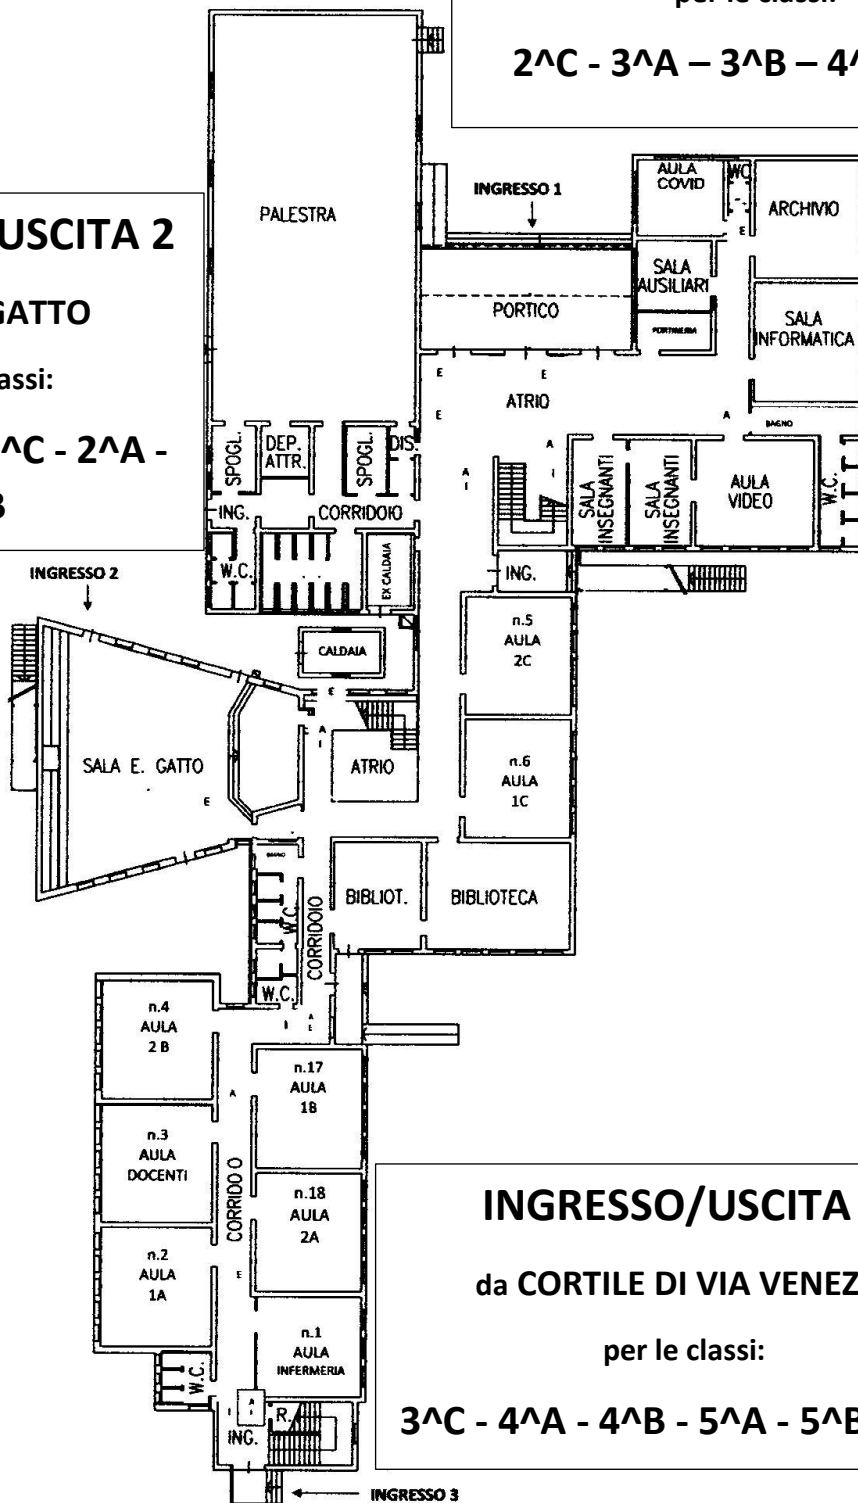 per le classi:
2^C - 3^A – 3^B – 4^
USCITA 2
GATTO
assi:
^C - 2^A -
B
INGRESSO 1
AULA
COVID
WC
ARCHIVIO
PALESTRA
SALA
AUSILIARI
E
PORTICO
PORTINERIA
SALA
INFORMATICA
E
E
E
ATRIO
A
BAGNO
SPOGL.
DEP.
ATTR.
SPOGL.
DIS.
A
I
A
I
SALA
INSEGNANTI
SALA
INSEGNANTI
AULA
VIDEO
W.C.
ING.
CORRIDOIO
W.C.
EX CALDAIA
ING.
INGRESSO 2
n.5
AULA
2C
CALDAIA
E
A
I
SALA E. GATTO
E
ATRIO
n.6
AULA
1C
BAGNO
W.C.
CORRIDOIO
BIBLIOT.
BIBLIOTECA
W.C.
I
A
E
n.4
AULA
2 B
n.17
AULA
1B
A
n.3
AULA
DOCENTI
CORRIDO O
n.18
AULA
2A
E
n.2
AULA
1A
n.1
AULA
INFERMERIA
W.C.
A
I
I
R.
ING.
INGRESSO 3
INGRESSO/USCITA
da CORTILE DI VIA VENEZ
per le classi:
3^C - 4^A - 4^B - 5^A - 5^B